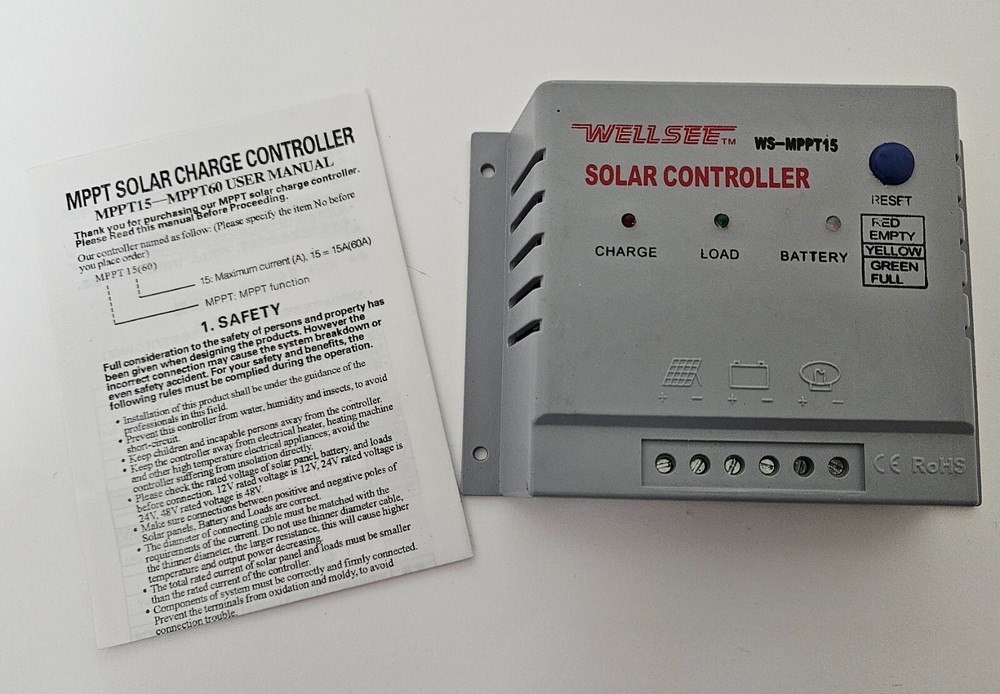 MPPT SOLAR CHARGE CONTROLLER
MPPT15—MPPT60 USER MANUAL
Thank you for purchasing our MPPT solar charge controller.
Please Read this manual Before Proceeding.
Our controller named as follow: (Please specify the item No before
you place order)
MPPT 15(60)
15: Maximum current (A), 15 = 15A(60A)
MPPT: MPPT function
1. SAFETY
Full consideration to the safety of persons and property has
been given when designing the products. However the
incorrect connection may cause the system breakdown or
even safety accident. For your safety and benefits, the
following rules must be complied during the operation.
• Installation of this product shall be under the guidance of the
professionals in this field.
• Prevent this controller from water, humidity and insects, to avoid
short-circuit.
• Keep children and incapable persons away from the controller.
• Keep the controller away from electrical heater, heating machine
and other high temperature electrical appliances; avoid the
controller suffering from insolation directly.
• Please check the rated voltage of solar panel, battery, and loads
before connection. 12V rated voltage is 12V, 24V rated voltage is
24V, 48V rated voltage is 48V.
• Make sure connections between positive and negative poles of
Solar panels, Battery and Loads are correct.
• The diameter of connecting cable must be matched with the
requirements of the current. Do not use thinner diameter cable,
the thinner diameter, the larger resistance, this will cause higher
temperature and output power decreasing.
• The total rated current of solar panel and loads must be smaller
than the rated current of the controller.
• Components of system must be correctly and firmly connected.
Prevent the terminals from oxidation and moldy, to avoid
connection trouble.
WELLSEE TM WS-MPPT15
SOLAR CONTROLLER
RESET
CHARGE LOAD BATTERY
RED
EMPTY
YELLOW
GREEN
FULL
+ − + − + −
CE RoHS